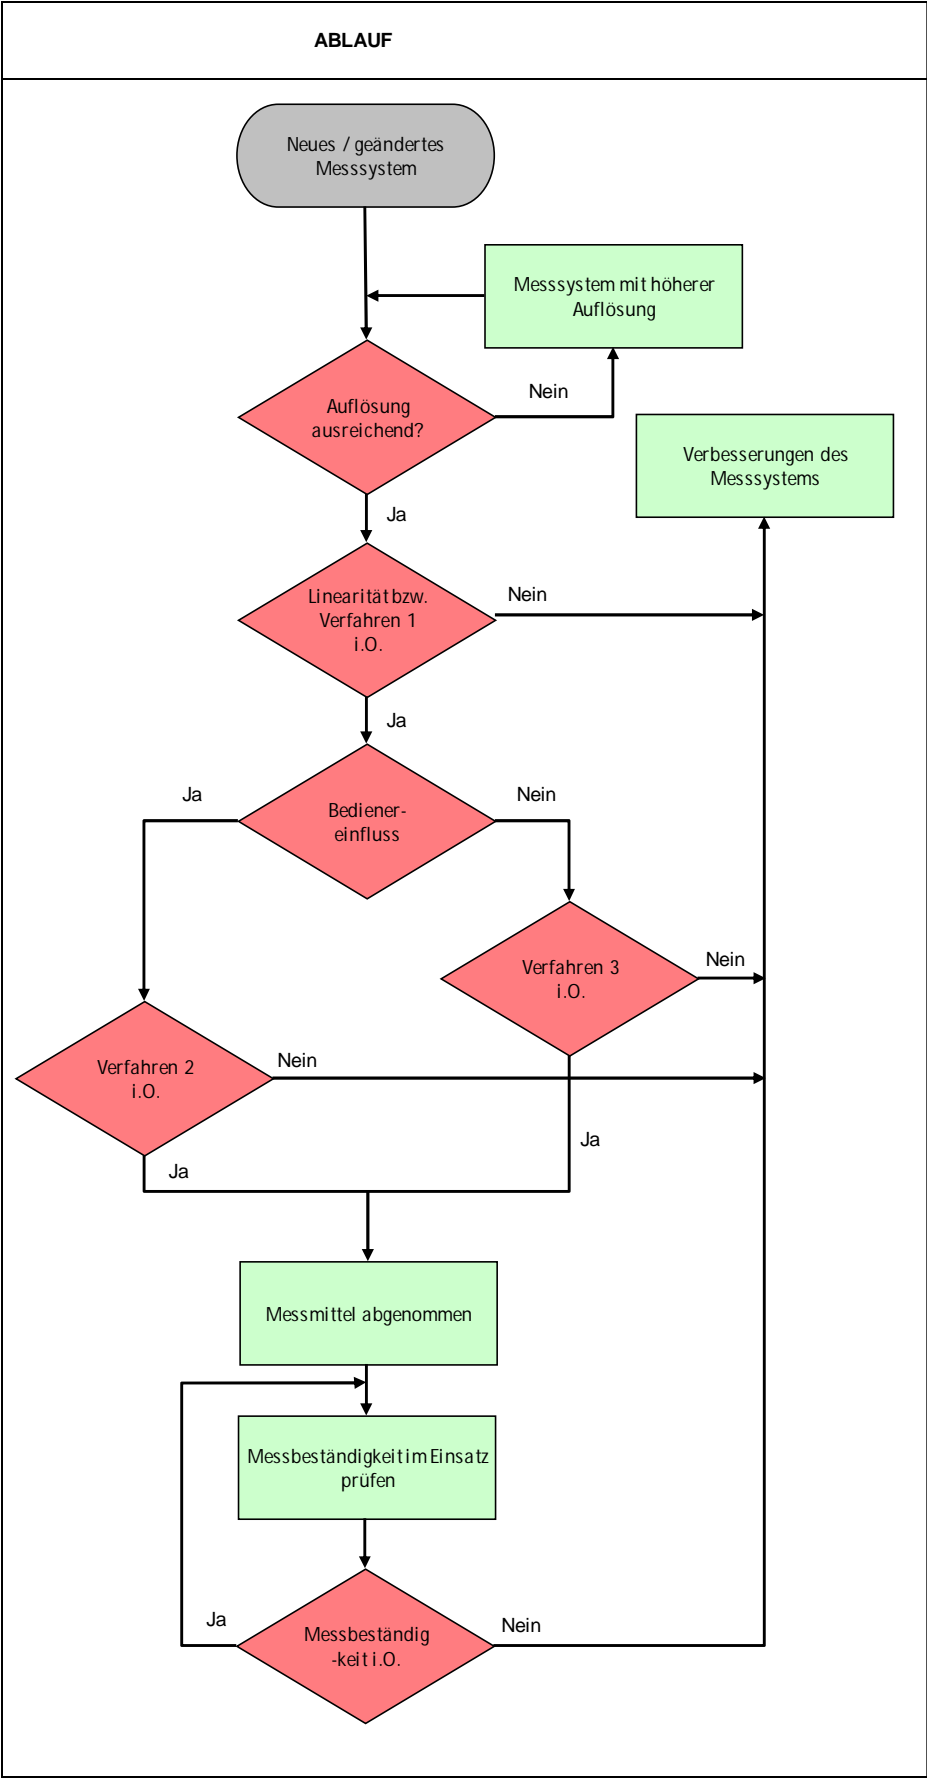 ABLAUF
Neues / geändertes
Messsystem
Messsystem mit höherer
Auflösung
Nein
Auflösung
ausreichend?
Verbesserungen des
Messsystems
Ja
Linearität bzw.
Verfahren 1
i.O.
Nein
Ja
Ja
Bediener-
einfluss
Nein
Verfahren 3
i.O.
Nein
Verfahren 2
i.O.
Nein
Ja
Ja
Messmittel abgenommen
Messbeständigkeit im Einsatz
prüfen
Ja
Messbeständig
-keit i.O.
Nein